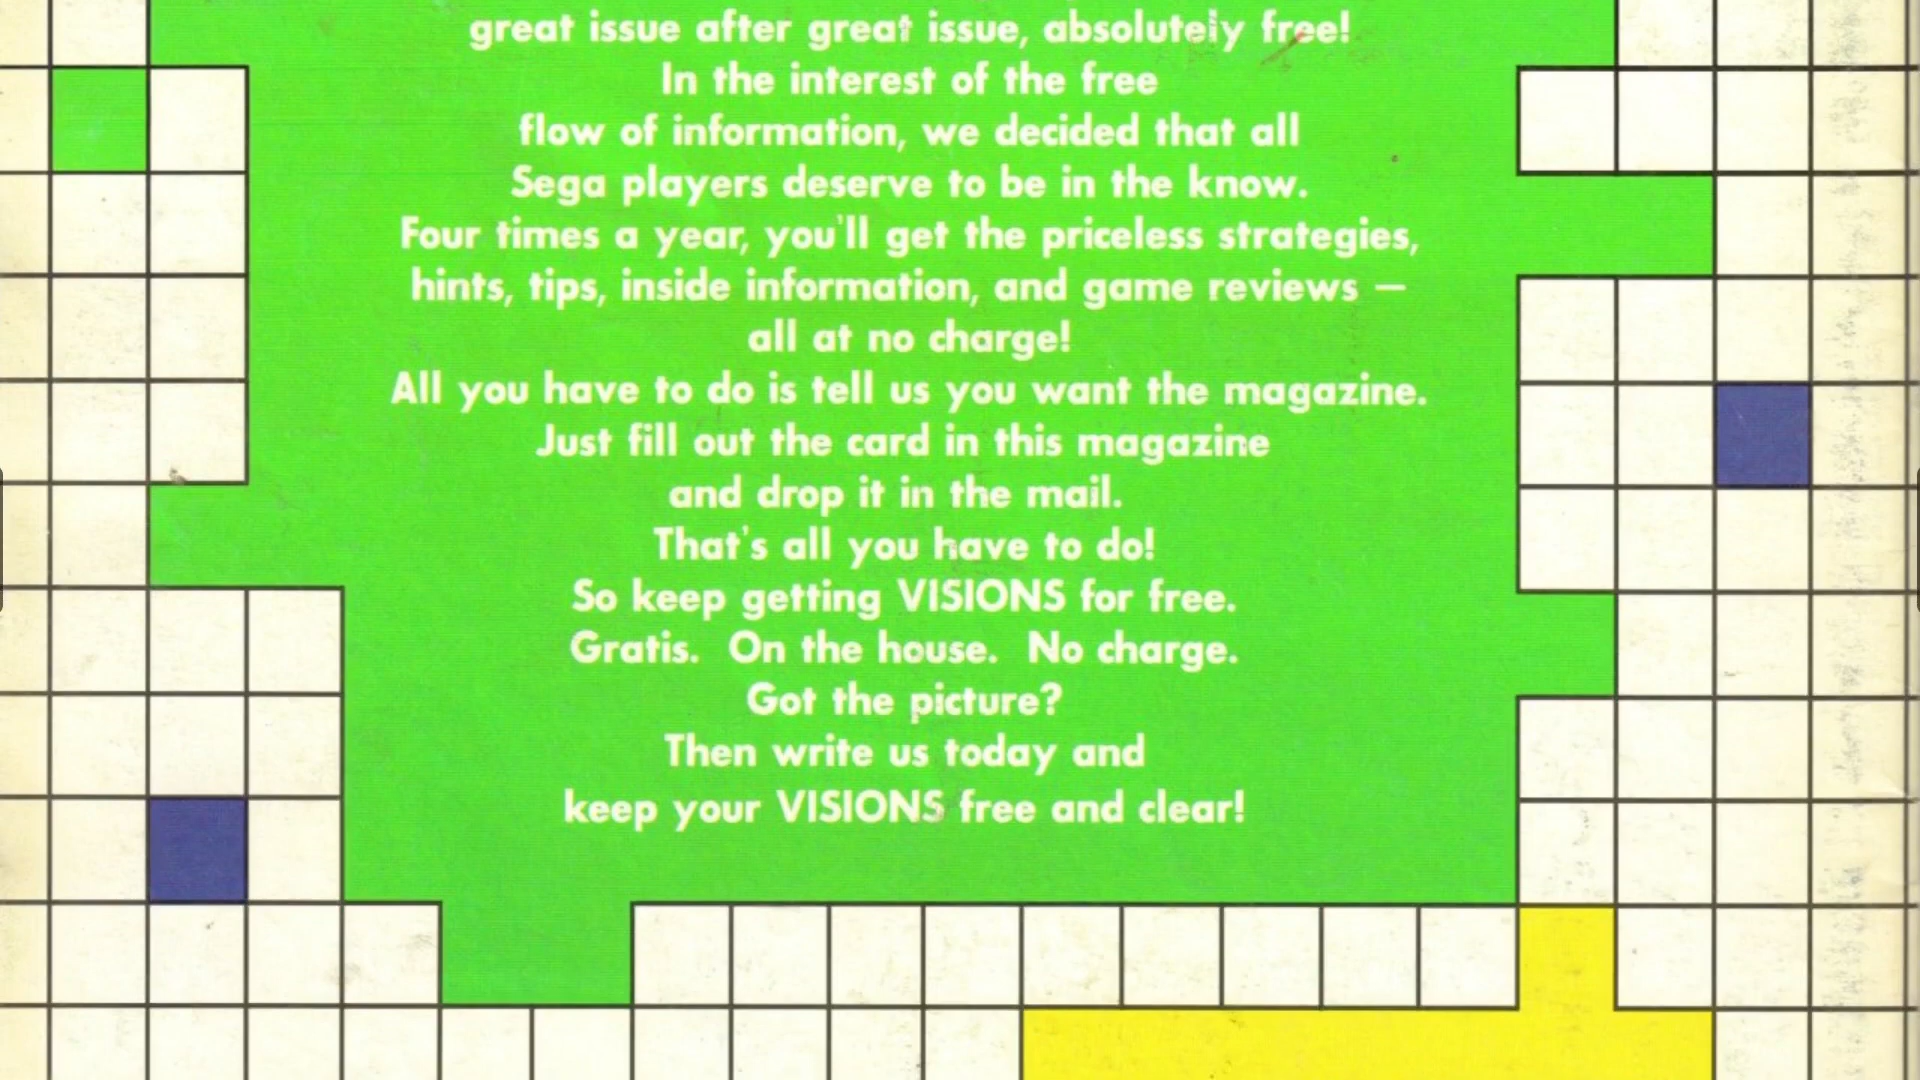 great issue after great issue, absolutely free!
In the interest of the free
flow of information, we decided that all
Sega players deserve to be in the know.
Four times a year, you'll get the priceless strategies,
hints, tips, inside information, and game reviews —
all at no charge!
All you have to do is tell us you want the magazine.
Just fill out the card in this magazine
and drop it in the mail.
That's all you have to do!
So keep getting VISIONS for free.
Gratis. On the house. No charge.
Got the picture?
Then write us today and
keep your VISIONS free and clear!